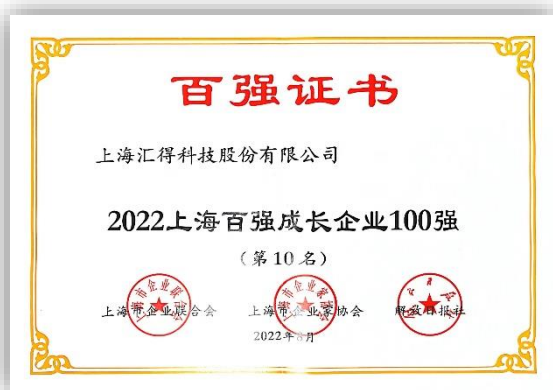 百强证书
上海汇得科技股份有限公司
2022上海百强成长企业100强
(第10名)
上海市企业联合会 上海市企业家协会 解放日报社
2022年8月